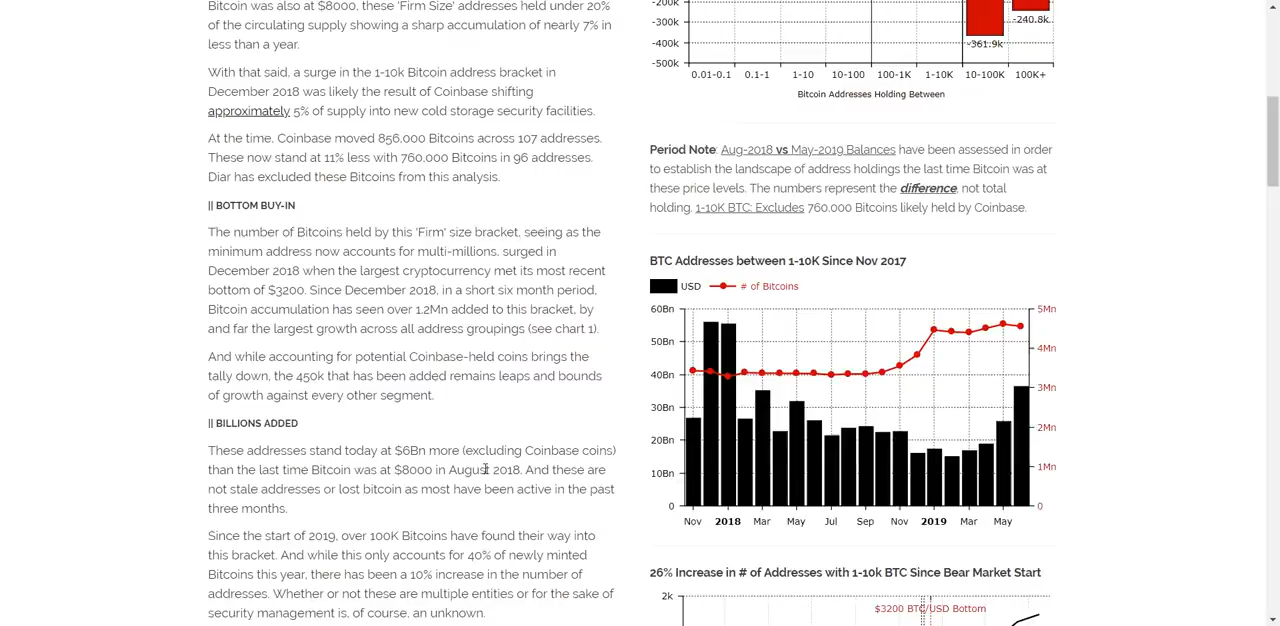 Bitcoin was also at $8000, these 'Firm Size' addresses held under 20%
of the circulating supply showing a sharp accumulation of nearly 7% in
less than a year.
With that said, a surge in the 1-10k Bitcoin address bracket in
December 2018 was likely the result of Coinbase shifting
approximately 5% of supply into new cold storage security facilities.
At the time, Coinbase moved 856,000 Bitcoins across 107 addresses.
These now stand at 11% less with 760,000 Bitcoins in 96 addresses.
Diar has excluded these Bitcoins from this analysis.
|| BOTTOM BUY-IN
The number of Bitcoins held by this 'Firm' size bracket, seeing as the
minimum address now accounts for multi-millions, surged in
December 2018 when the largest cryptocurrency met its most recent
bottom of $3200. Since December 2018, in a short six month period,
Bitcoin accumulation has seen over 1.2Mn added to this bracket, by
and far the largest growth across all address groupings (see chart 1).
And while accounting for potential Coinbase-held coins brings the
tally down, the 450k that has been added remains leaps and bounds
of growth against every other segment.
|| BILLIONS ADDED
These addresses stand today at $6Bn more (excluding Coinbase coins)
than the last time Bitcoin was at $8000 in August 2018. And these are
not stale addresses or lost bitcoin as most have been active in the past
three months.
Since the start of 2019, over 100K Bitcoins have found their way into
this bracket. And while this only accounts for 40% of newly minted
Bitcoins this year, there has been a 10% increase in the number of
addresses. Whether or not these are multiple entities or for the sake of
security management is, of course, an unknown.
-200k
-300k
-400k
-500k
-361.9k
-240.8k
0.01-0.1 0.1-1 1-10 10-100 100-1K 1-10K 10-100K 100K+
Bitcoin Addresses Holding Between
Period Note: Aug-2018 vs May-2019 Balances have been assessed in order
to establish the landscape of address holdings the last time Bitcoin was at
these price levels. The numbers represent the difference, not total
holding. 1-10K BTC: Excludes 760,000 Bitcoins likely held by Coinbase.
BTC Addresses between 1-10K Since Nov 2017
USD # of Bitcoins
60Bn 5Mn
50Bn
4Mn
40Bn
3Mn
30Bn
2Mn
20Bn
10Bn 1Mn
0 0
Nov 2018 Mar May Jul Sep Nov 2019 Mar May
26% Increase in # of Addresses with 1-10k BTC Since Bear Market Start
2k
$3200 BTC/USD Bottom